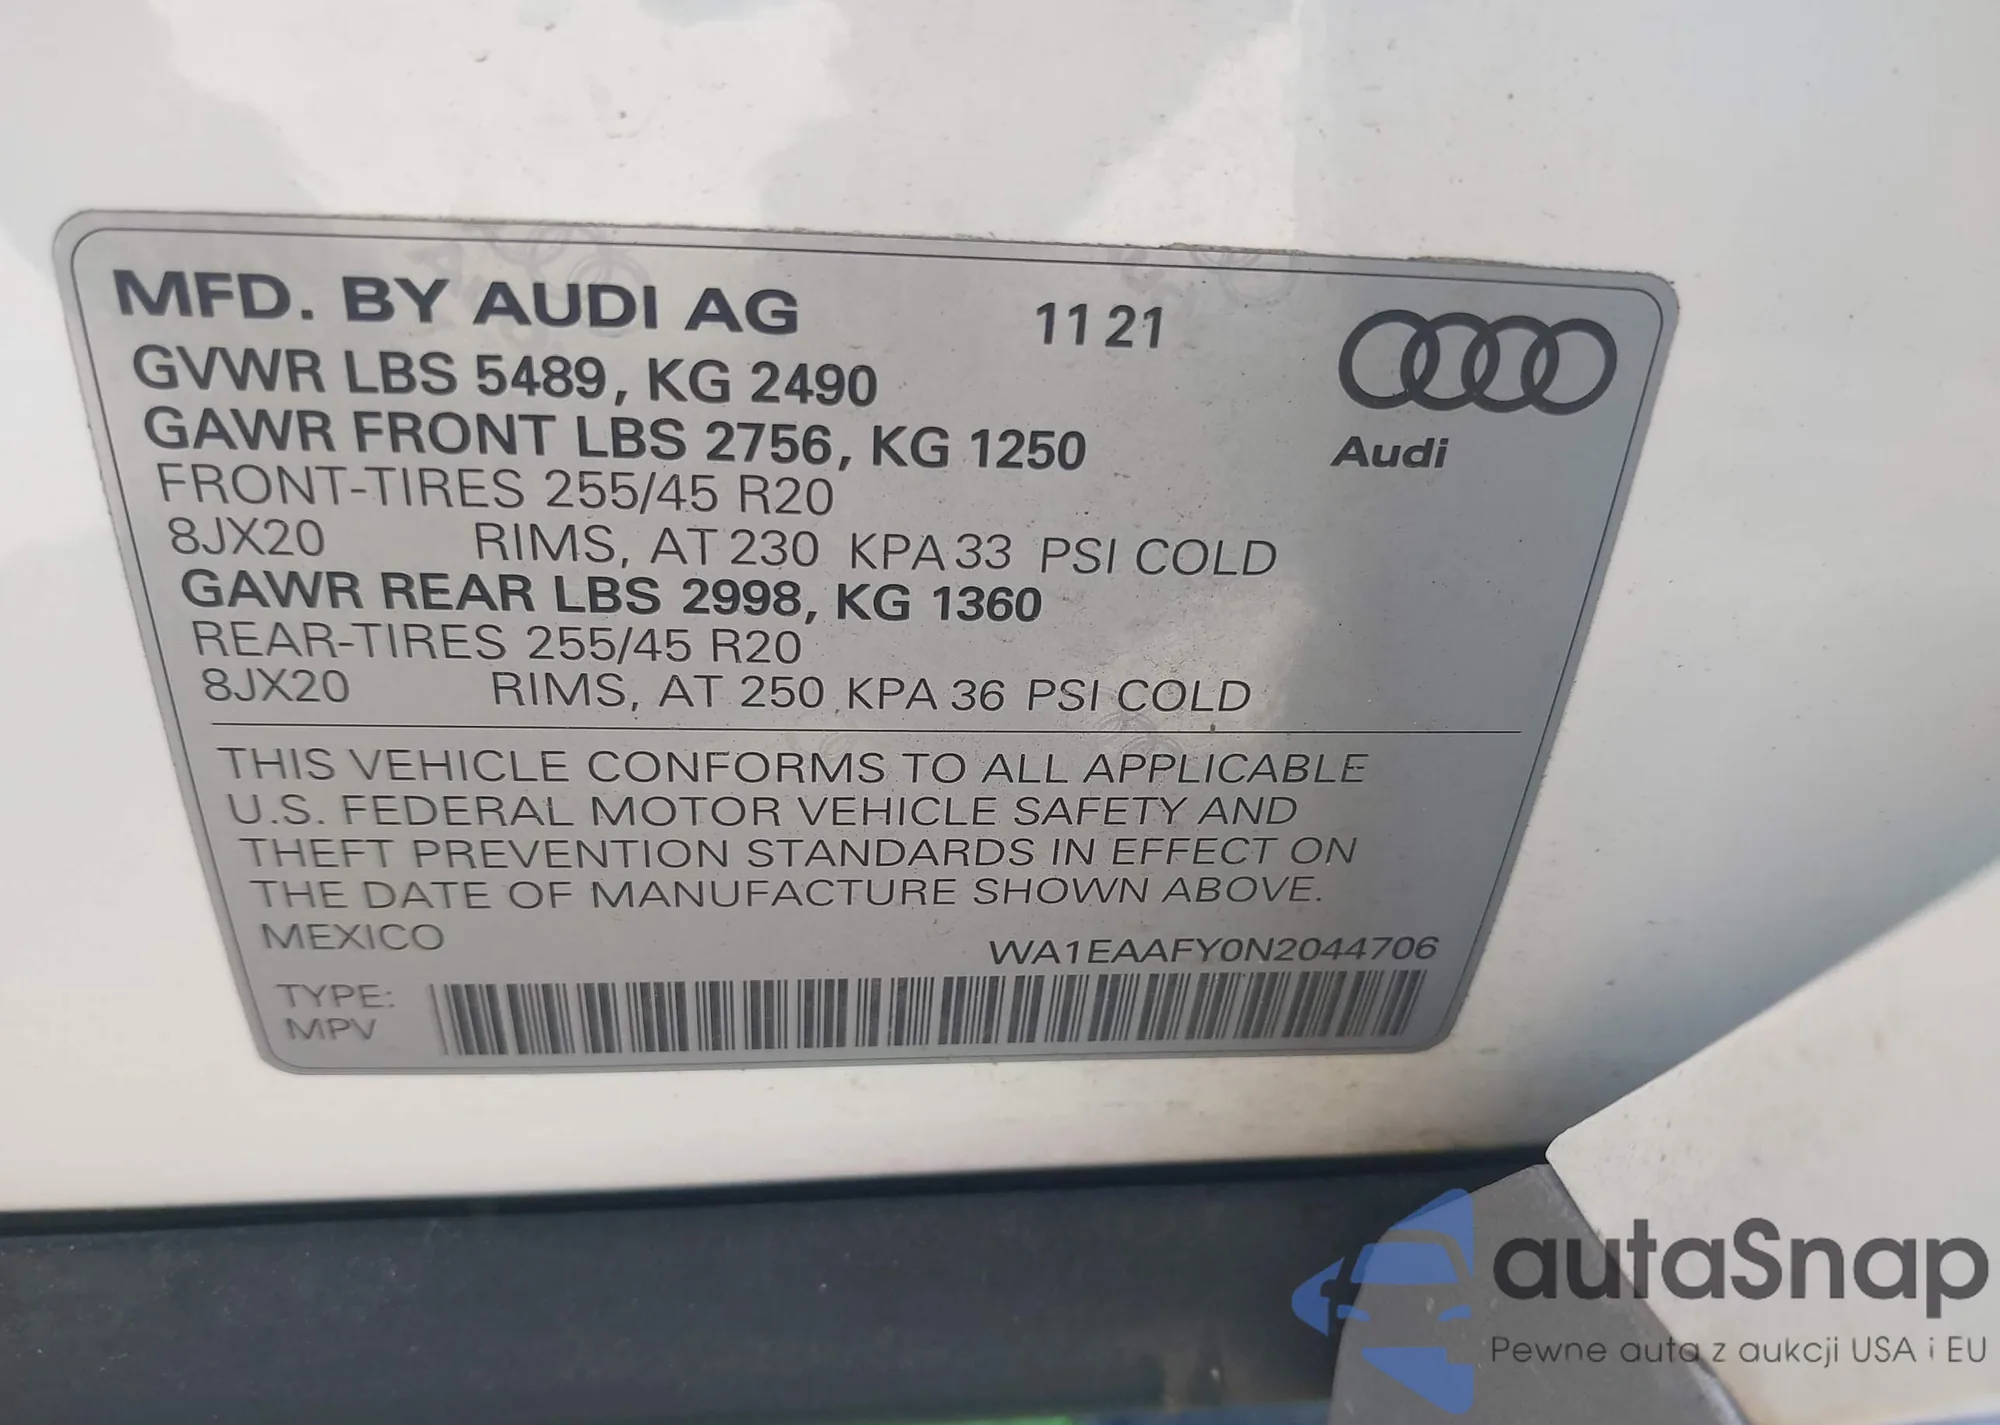 MFD. BY AUDI AG 11 21
GVWR LBS 5489, KG 2490
GAWR FRONT LBS 2756, KG 1250
Audi
FRONT-TIRES 255/45 R20
8JX20 RIMS, AT 230 KPA 33 PSI COLD
GAWR REAR LBS 2998, KG 1360
REAR-TIRES 255/45 R20
8JX20 RIMS, AT 250 KPA 36 PSI COLD
THIS VEHICLE CONFORMS TO ALL APPLICABLE
U.S. FEDERAL MOTOR VEHICLE SAFETY AND
THEFT PREVENTION STANDARDS IN EFFECT ON
THE DATE OF MANUFACTURE SHOWN ABOVE.
MEXICO WA1EAAFY0N2044706
TYPE:
MPV
autaSnap
Pewne auta z aukcji USA i EU